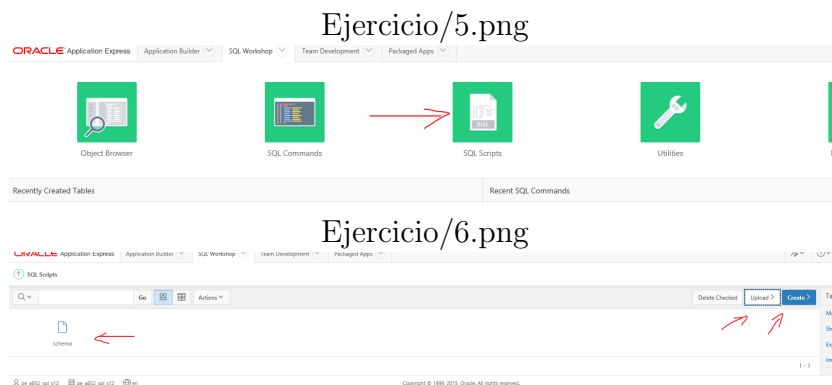 Ejercicio/5.png
ORACLE Application Express Application Builder SQL Workshop Team Development Packaged Apps
Object Browser SQL Commands SQL Scripts Utilities
SQL
Recently Created Tables Recent SQL Commands
Ejercicio/6.png
ORACLE Application Express Application Builder SQL Workshop Team Development Packaged Apps
SQL Scripts
Go Actions Delete Checked Upload > Create >
schema
1 - 1
Copyright © 1999, 2015, Oracle. All rights reserved.